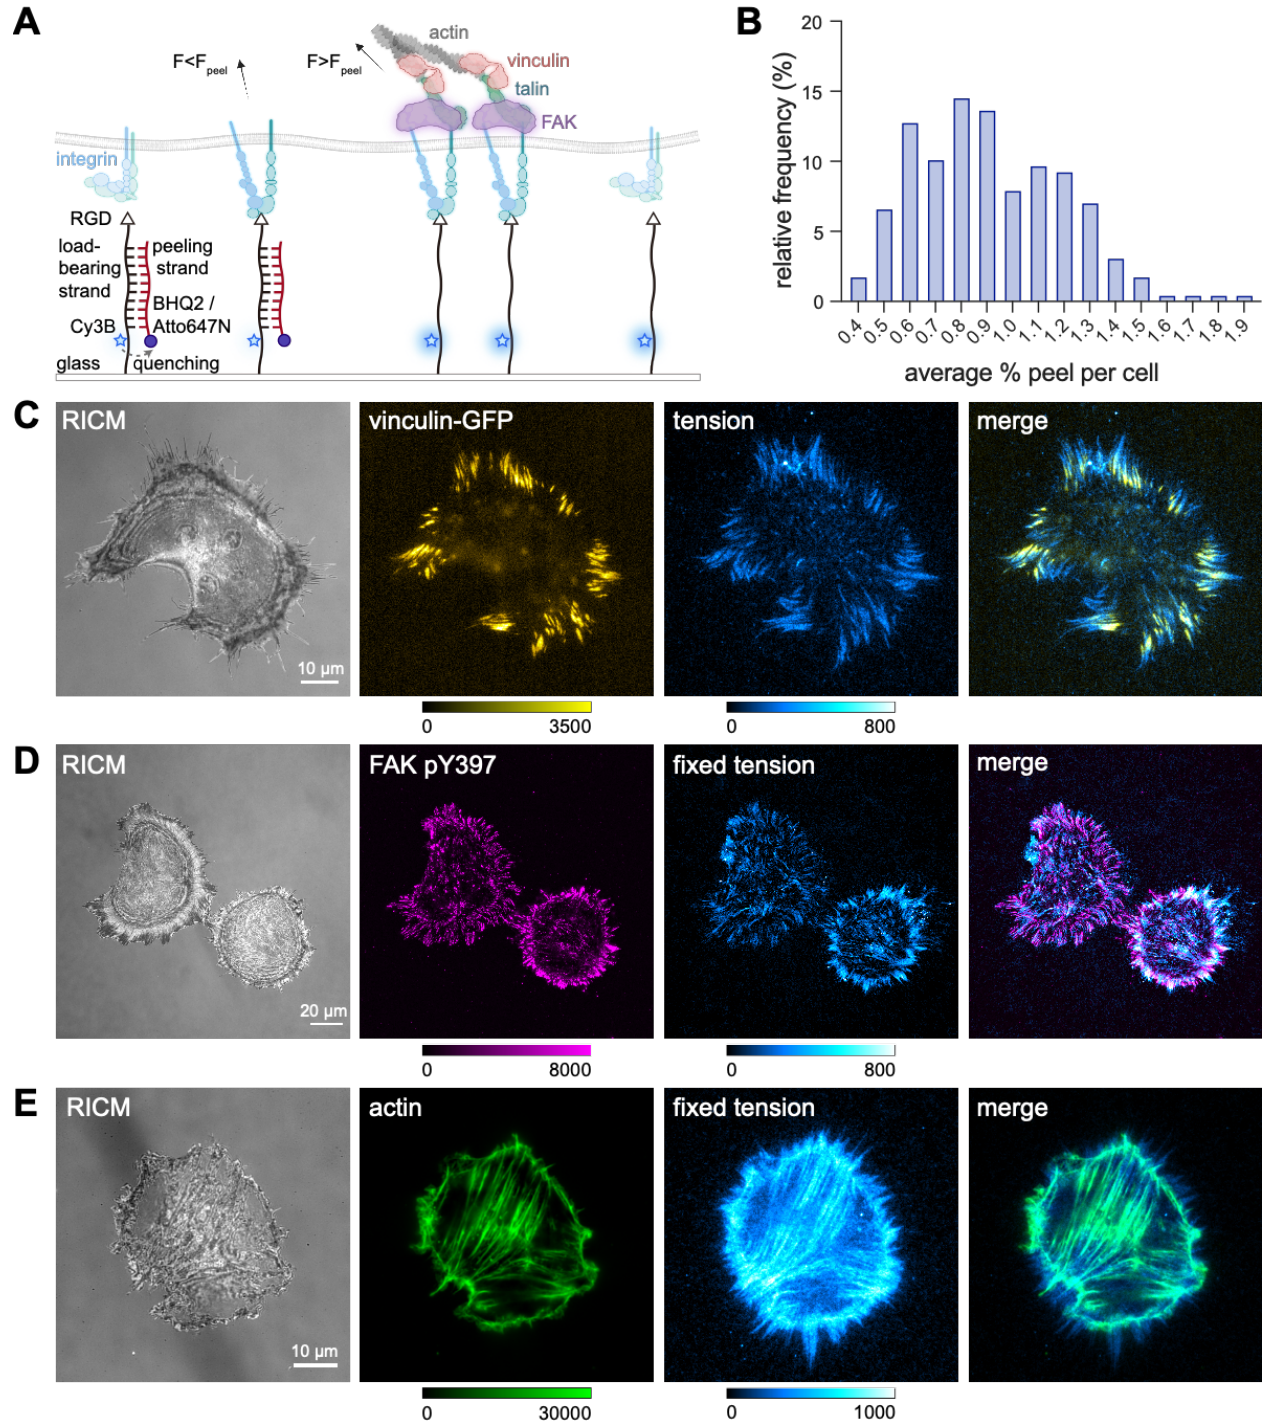 A
actin
F<Fpeel
F>Fpeel
vinculin
talin
FAK
integrin
RGD
load-
bearing
strand
peeling
strand
BHQ2 /
Atto647N
Cy3B
glass
quenching
B
relative frequency (%)
20
15
10
5
0
0.4 0.5 0.6 0.7 0.8 0.9 1.0 1.1 1.2 1.3 1.4 1.5 1.6 1.7 1.8 1.9
average % peel per cell
C
RICM
vinculin-GFP
tension
merge
10 µm
0 3500
0 800
D
RICM
FAK pY397
fixed tension
merge
20 µm
0 8000
0 800
E
RICM
actin
fixed tension
merge
10 µm
0 30000
0 1000